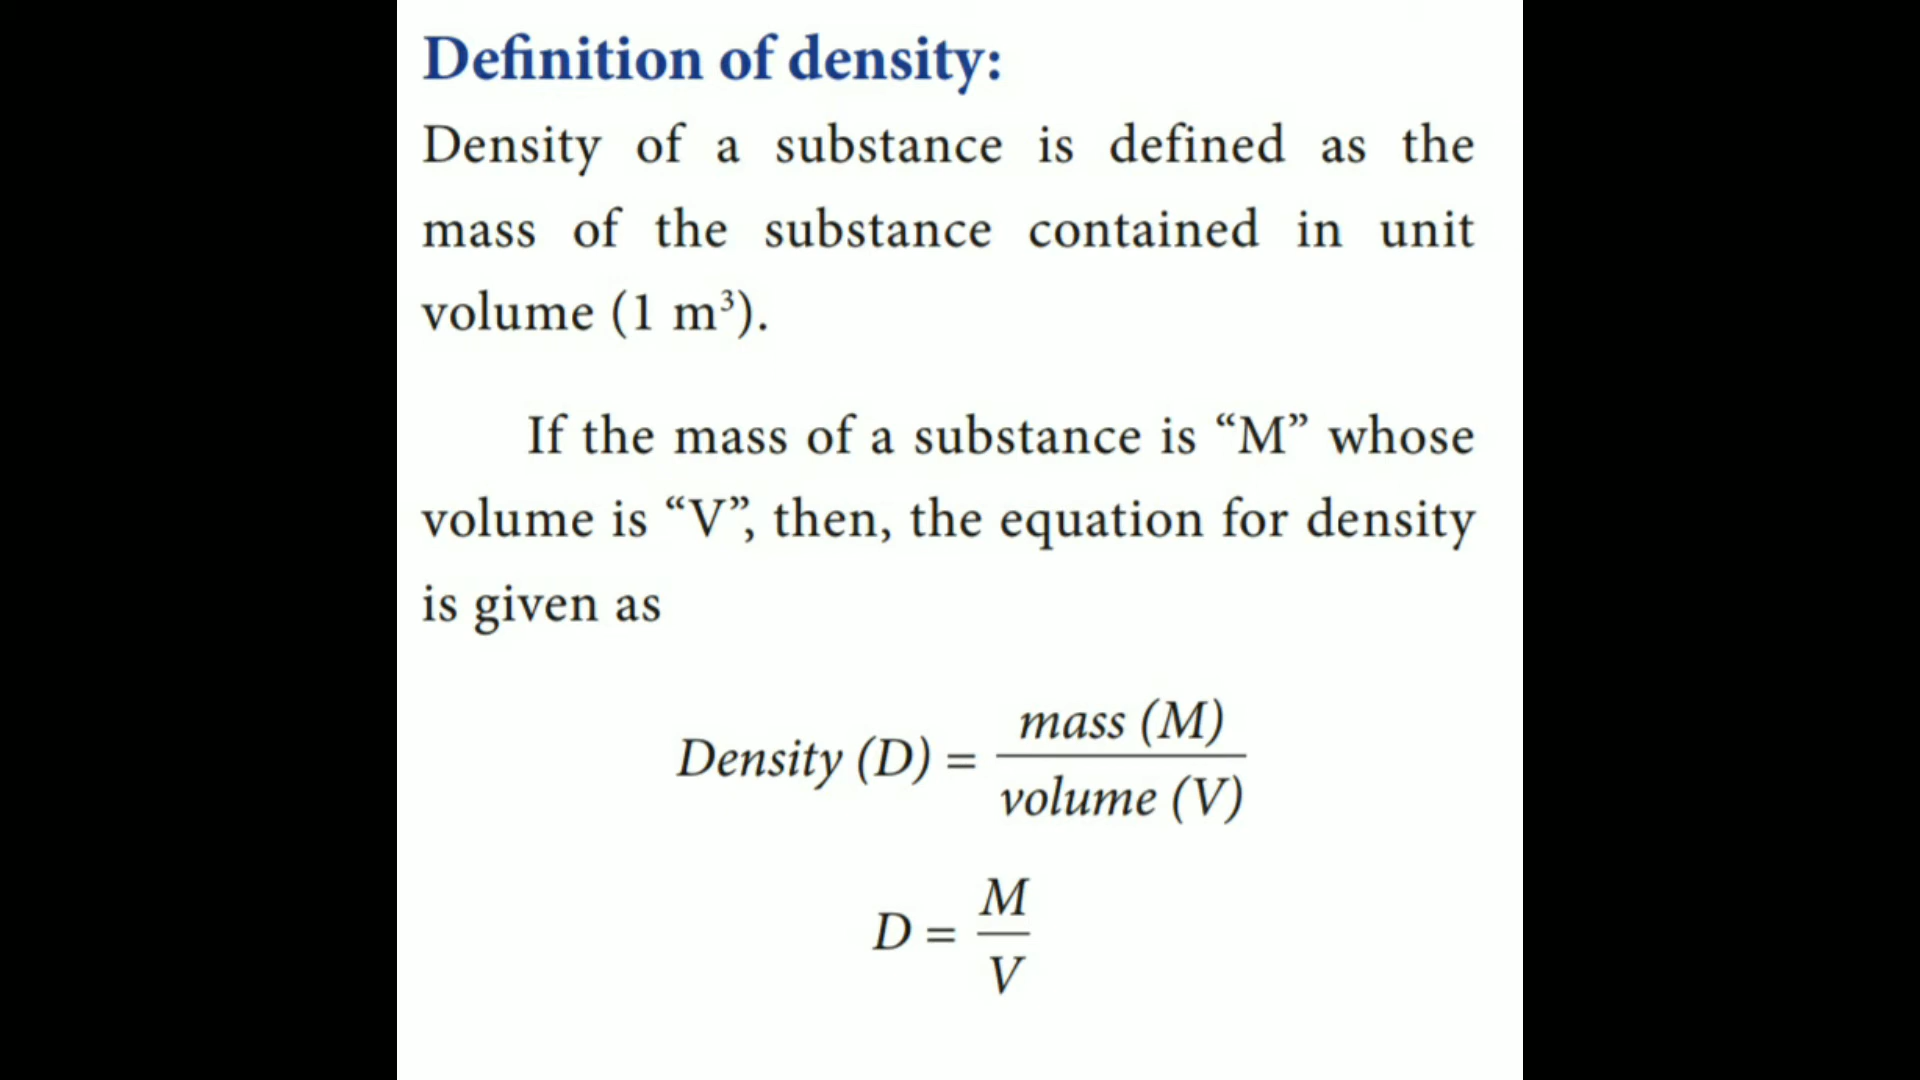 Definition of density:
Density of a substance is defined as the
mass of the substance contained in unit
volume (1 m³).
If the mass of a substance is “M” whose
volume is “V”, then, the equation for density
is given as
Density (D) = mass (M) / volume (V)
D = M / V